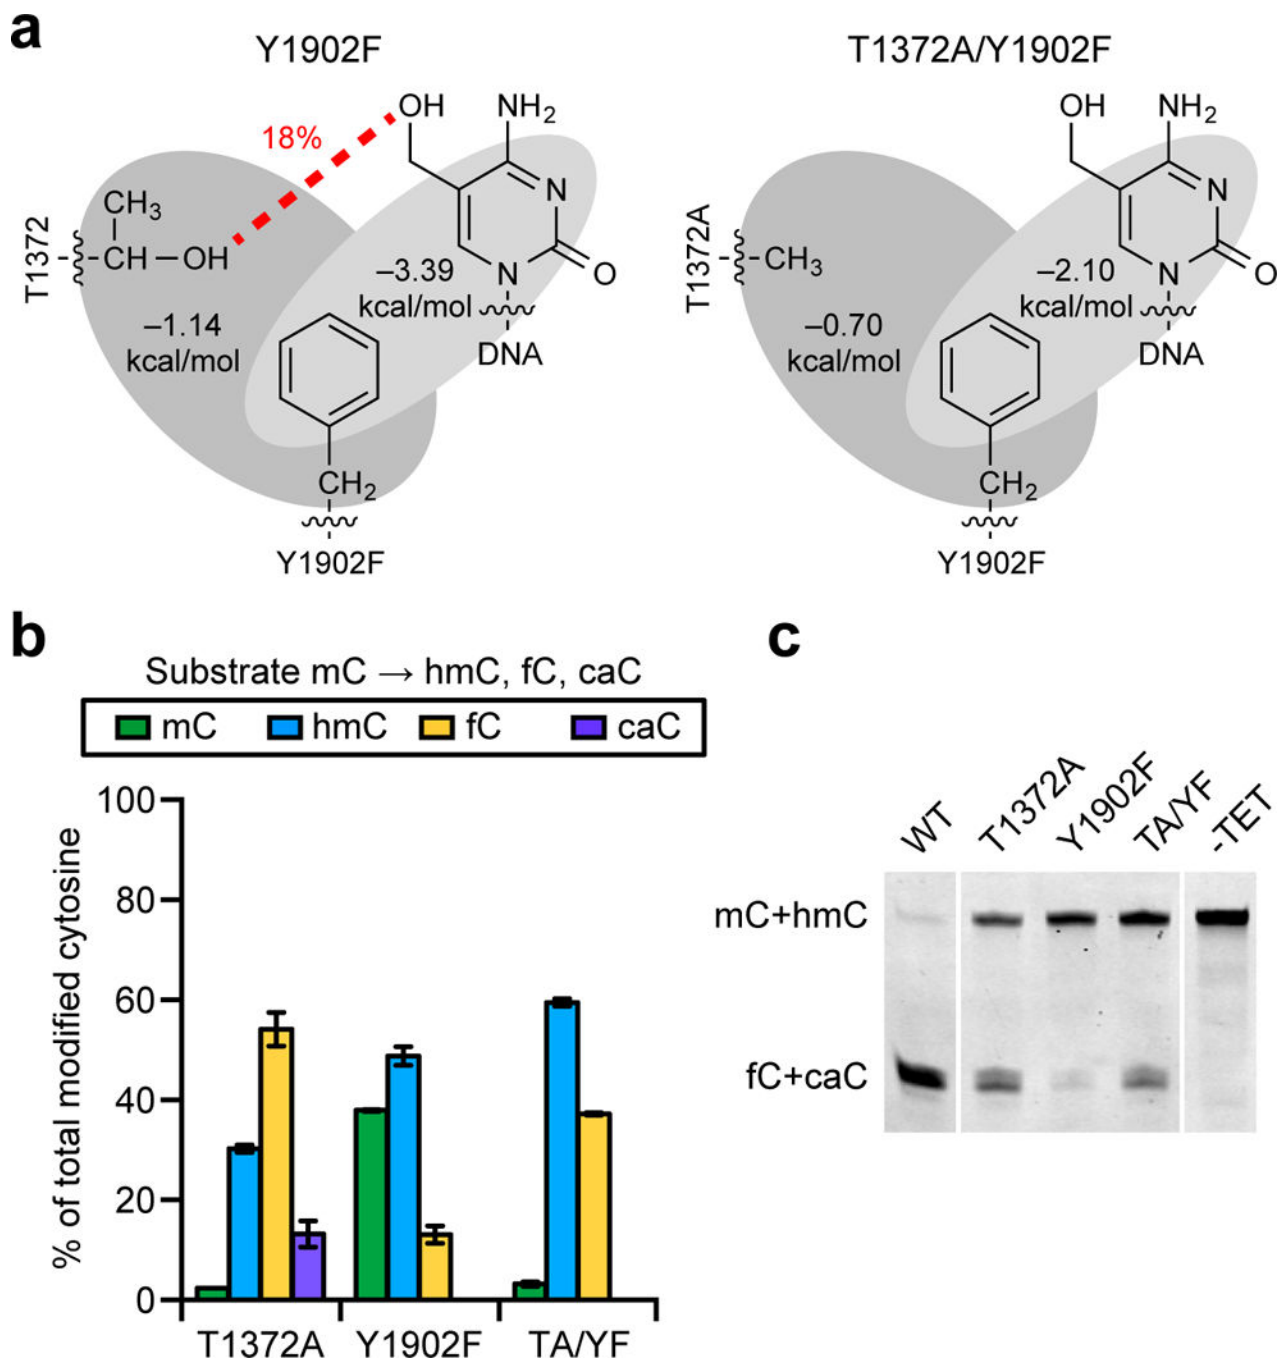 a
Y1902F
T1372A/Y1902F
OH
NH2
18%
CH3
N
T1372
CH
OH
–3.39
kcal/mol
N
O
–1.14
kcal/mol
DNA
CH2
Y1902F
OH
NH2
N
T1372A
CH3
–2.10
kcal/mol
N
O
–0.70
kcal/mol
DNA
CH2
Y1902F
b
Substrate mC → hmC, fC, caC
mC hmC fC caC
% of total modified cytosine
100
80
60
40
20
0
T1372A Y1902F TA/YF
c
WT T1372A Y1902F TA/YF -TET
mC+hmC
fC+caC